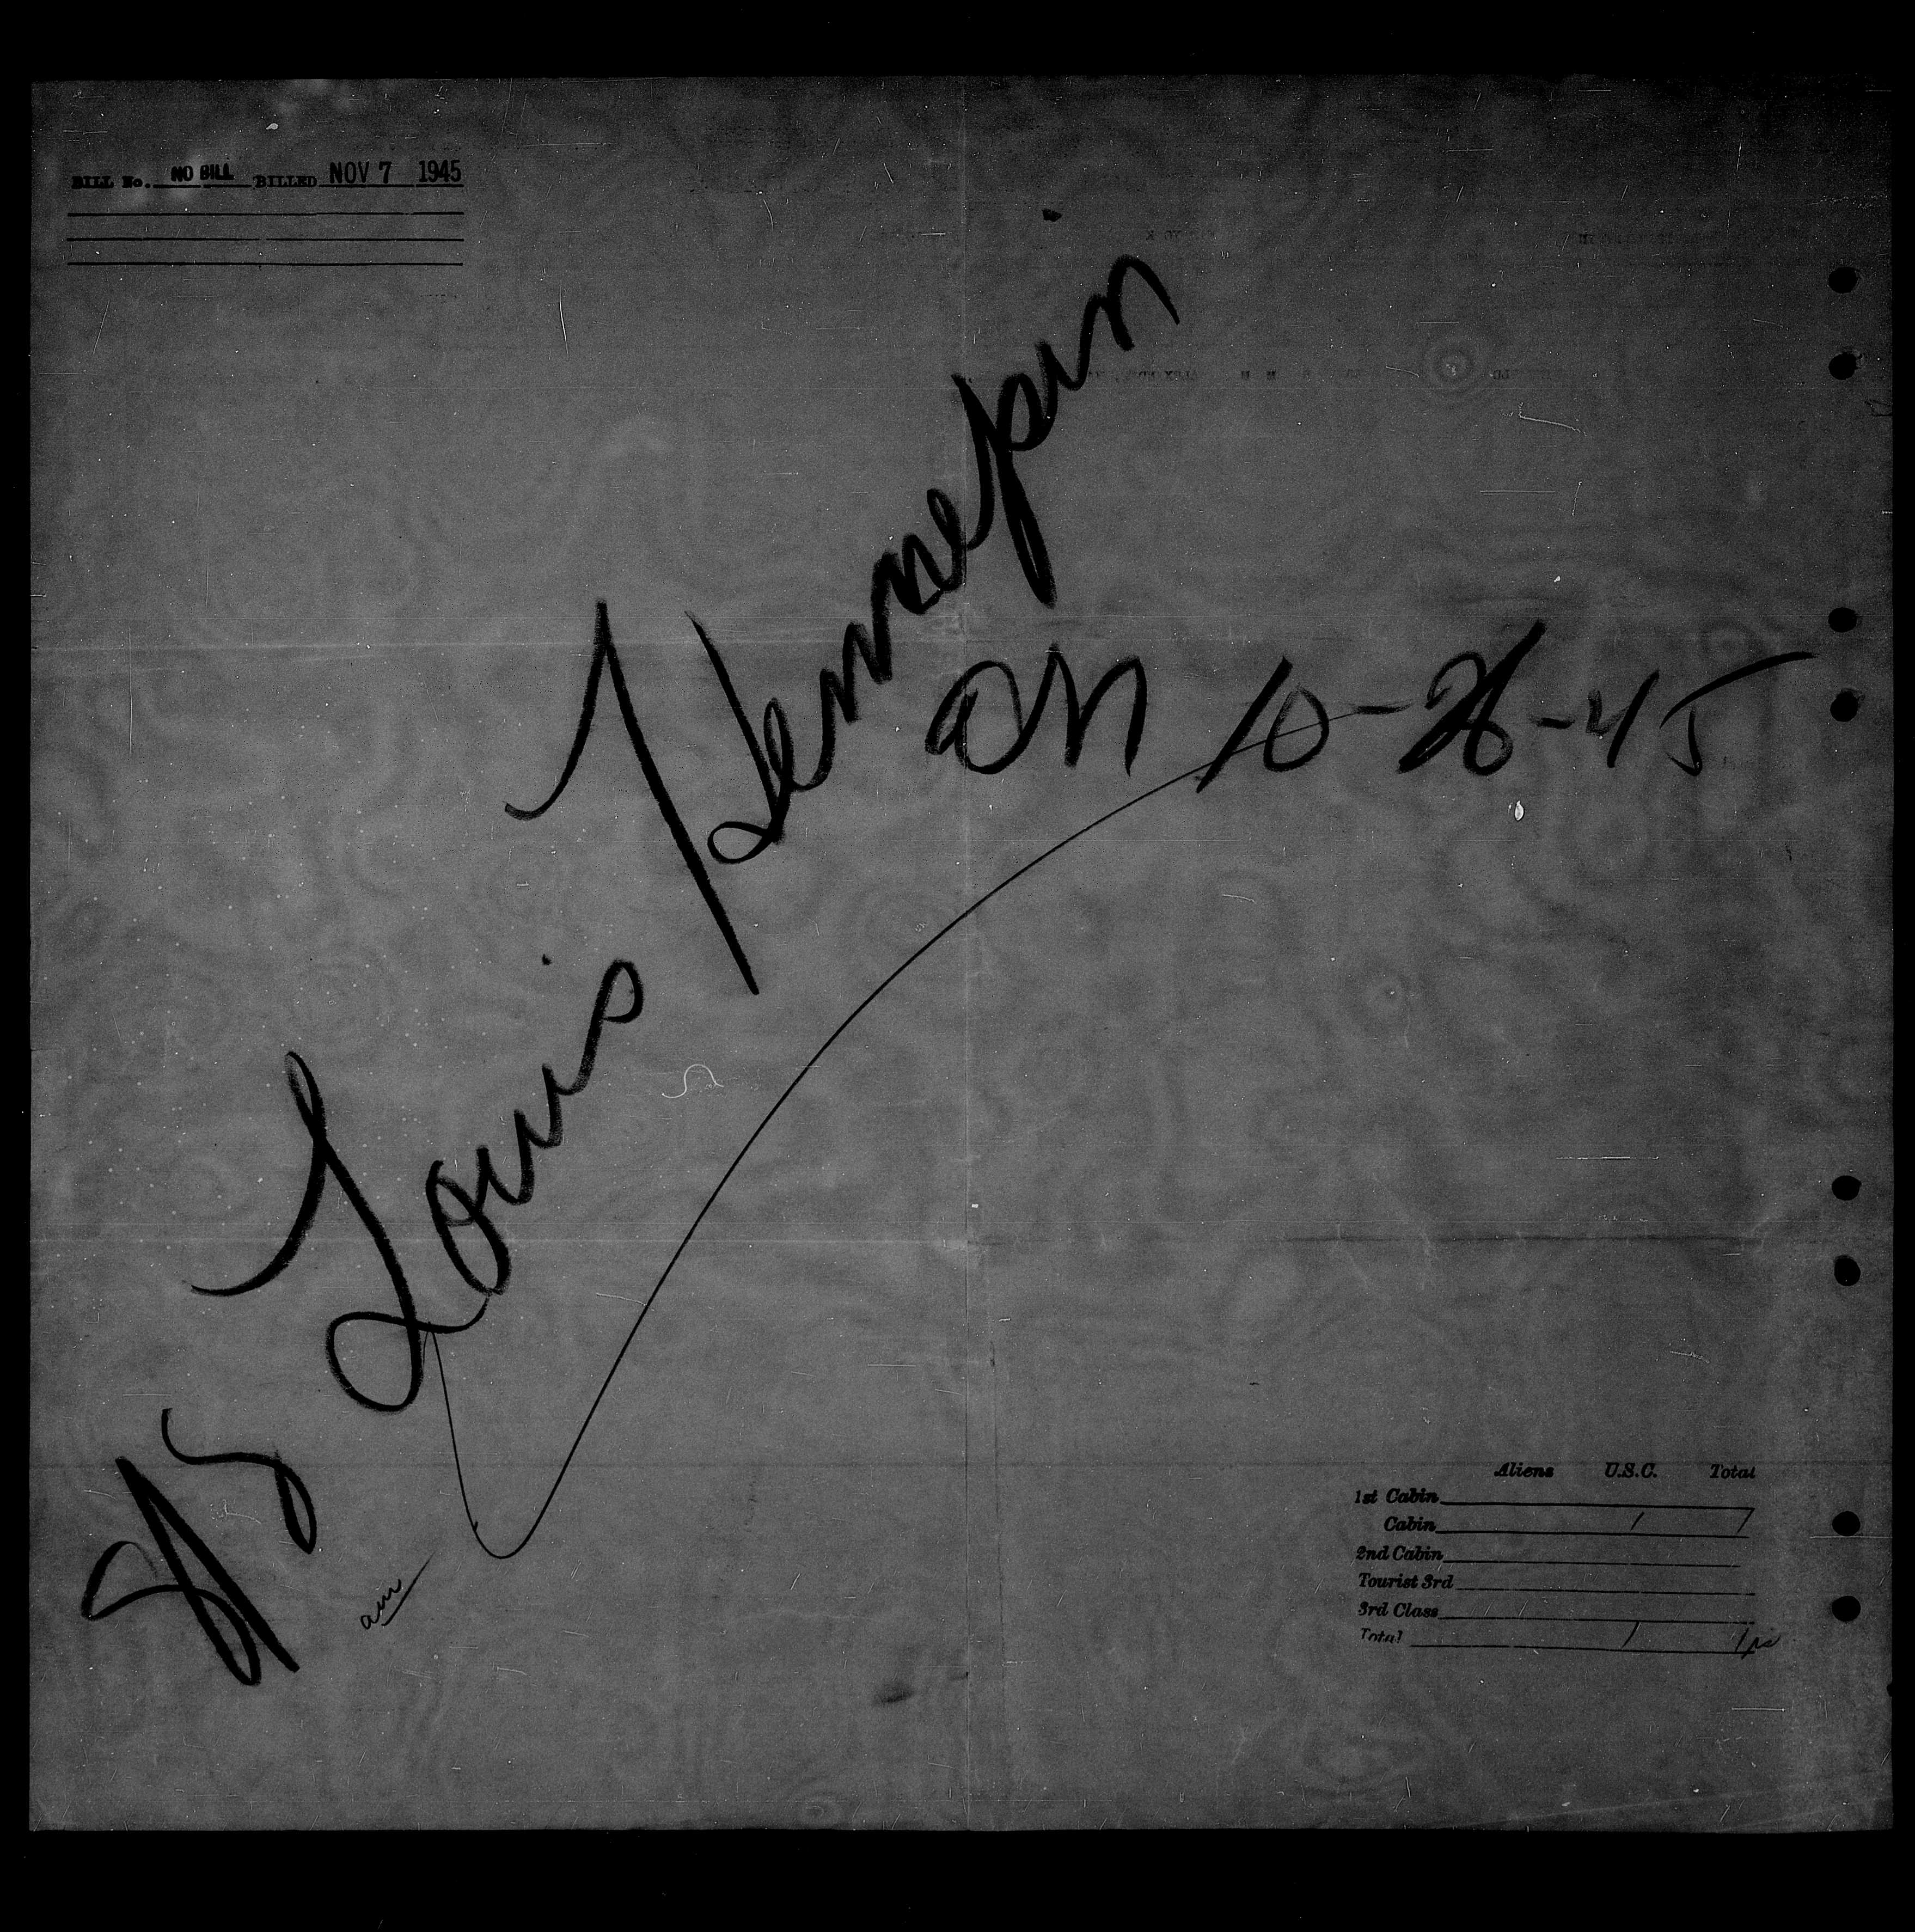 BILL No. NO BILL BILLED NOV 7 1945
SS Louis Hennepin
on 10-26-45
am
Aliens U.S.C. Total
1st Cabin
Cabin 1 1
2nd Cabin
Tourist 3rd
3rd Class
Total 1 1